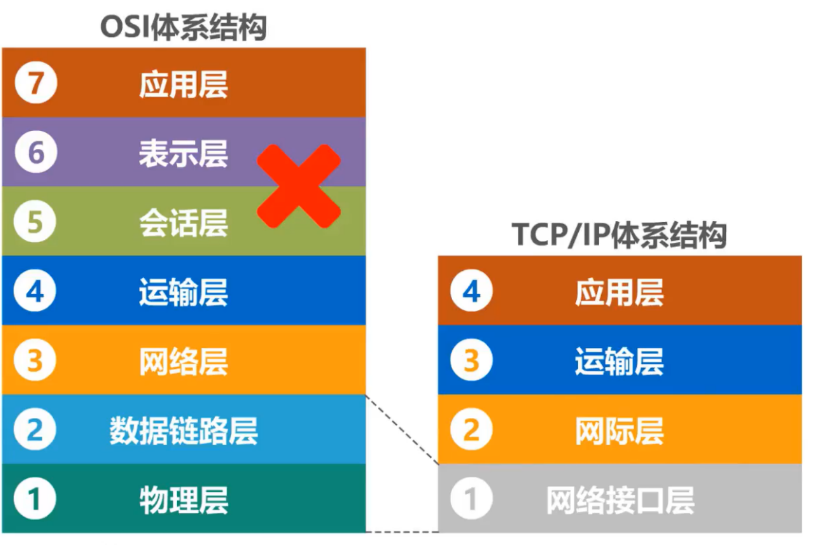 OSI体系结构
7 应用层
6 表示层
5 会话层
4 运输层
3 网络层
2 数据链路层
1 物理层
TCP/IP体系结构
4 应用层
3 运输层
2 网际层
1 网络接口层